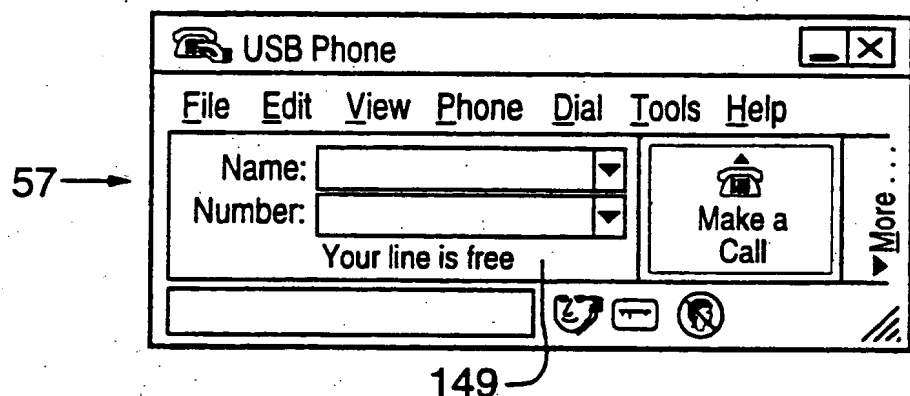 USB Phone
File Edit View Phone Dial Tools Help
Name:
Number:
Your line is free
Make a
Call
More...
57
149